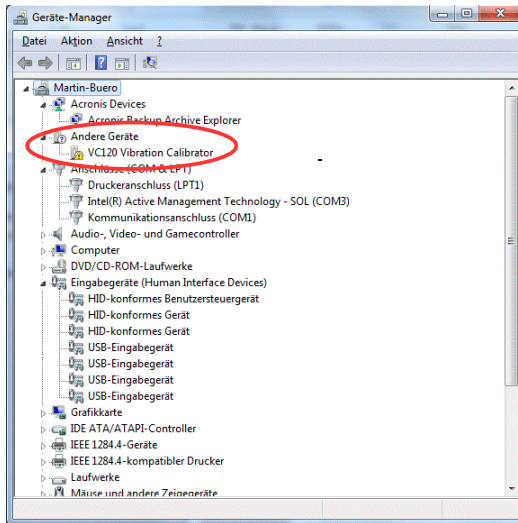 Geräte-Manager
Datei Aktion Ansicht ?
Martin-Buero
Acronis Devices
Acronis Backup Archive Explorer
Andere Geräte
VC120 Vibration Calibrator
Anschlüsse (COM & LPT)
Druckeranschluss (LPT1)
Intel(R) Active Management Technology - SOL (COM3)
Kommunikationsanschluss (COM1)
Audio-, Video- und Gamecontroller
Computer
DVD/CD-ROM-Laufwerke
Eingabegeräte (Human Interface Devices)
HID-konformes Benutzersteuergerät
HID-konformes Gerät
HID-konformes Gerät
USB-Eingabegerät
USB-Eingabegerät
USB-Eingabegerät
USB-Eingabegerät
Grafikkarte
IDE ATA/ATAPI-Controller
IEEE 1284.4-Geräte
IEEE 1284.4-kompatibler Drucker
Laufwerke
Mäuse und andere Zeigegeräte